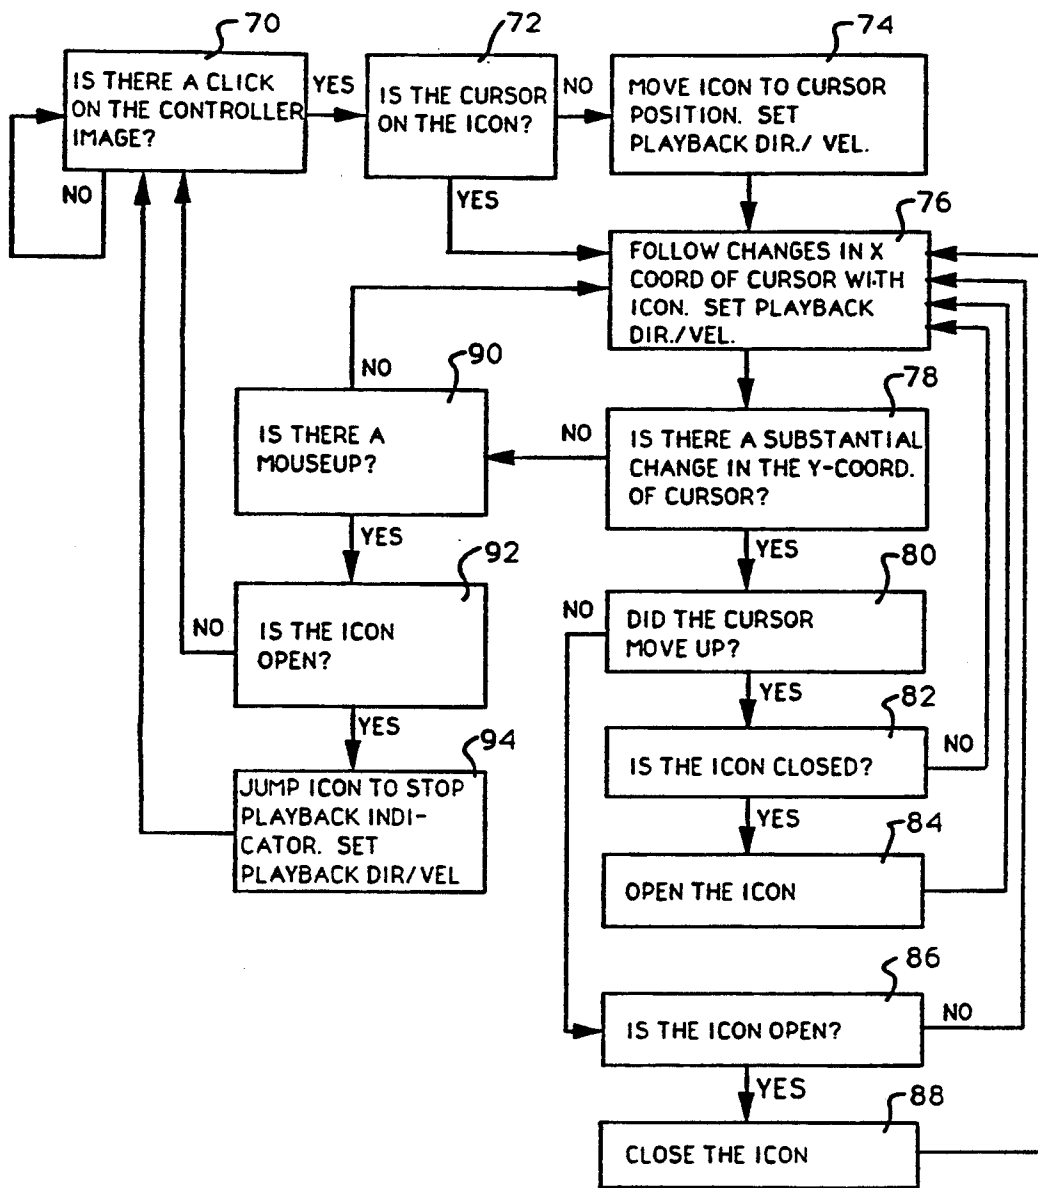 70
IS THERE A CLICK
ON THE CONTROLLER
IMAGE?
YES
NO
72
IS THE CURSOR
ON THE ICON?
NO
YES
74
MOVE ICON TO CURSOR
POSITION. SET
PLAYBACK DIR./ VEL.
76
FOLLOW CHANGES IN X
COORD OF CURSOR WITH
ICON. SET PLAYBACK
DIR./VEL.
78
IS THERE A SUBSTANTIAL
CHANGE IN THE Y-COORD.
OF CURSOR?
NO
YES
90
NO
IS THERE A
MOUSEUP?
YES
92
IS THE ICON
OPEN?
NO
YES
94
JUMP ICON TO STOP
PLAYBACK INDI-
CATOR. SET
PLAYBACK DIR/VEL
80
DID THE CURSOR
MOVE UP?
NO
YES
82
IS THE ICON CLOSED?
NO
YES
84
OPEN THE ICON
86
IS THE ICON OPEN?
NO
YES
88
CLOSE THE ICON